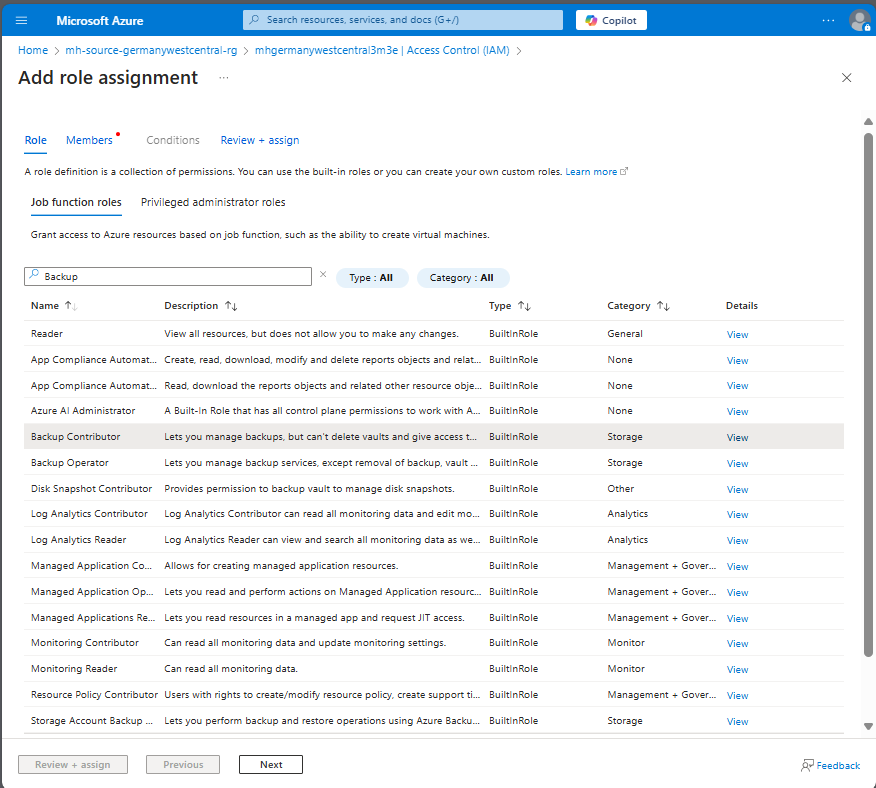 Microsoft Azure
Search resources, services, and docs (G+/)
Copilot
...
Home > mh-source-germanywestcentral-rg > mhgermanywestcentral3m3e | Access Control (IAM) >
Add role assignment ...
Role Members Conditions Review + assign
A role definition is a collection of permissions. You can use the built-in roles or you can create your own custom roles. Learn more
Job function roles Privileged administrator roles
Grant access to Azure resources based on job function, such as the ability to create virtual machines.
Backup Type : All Category : All
Name Description Type Category Details
Reader View all resources, but does not allow you to make any changes. BuiltInRole General View
App Compliance Automat... Create, read, download, modify and delete reports objects and relat... BuiltInRole None View
App Compliance Automat... Read, download the reports objects and related other resource obje... BuiltInRole None View
Azure AI Administrator A Built-In Role that has all control plane permissions to work with A... BuiltInRole None View
Backup Contributor Lets you manage backups, but can't delete vaults and give access t... BuiltInRole Storage View
Backup Operator Lets you manage backup services, except removal of backup, vault ... BuiltInRole Storage View
Disk Snapshot Contributor Provides permission to backup vault to manage disk snapshots. BuiltInRole Other View
Log Analytics Contributor Log Analytics Contributor can read all monitoring data and edit mo... BuiltInRole Analytics View
Log Analytics Reader Log Analytics Reader can view and search all monitoring data as we... BuiltInRole Analytics View
Managed Application Co... Allows for creating managed application resources. BuiltInRole Management + Gover... View
Managed Application Op... Lets you read and perform actions on Managed Application resourc... BuiltInRole Management + Gover... View
Managed Applications Re... Lets you read resources in a managed app and request JIT access. BuiltInRole Management + Gover... View
Monitoring Contributor Can read all monitoring data and update monitoring settings. BuiltInRole Monitor View
Monitoring Reader Can read all monitoring data. BuiltInRole Monitor View
Resource Policy Contributor Users with rights to create/modify resource policy, create support ti... BuiltInRole Management + Gover... View
Storage Account Backup ... Lets you perform backup and restore operations using Azure Backu... BuiltInRole Storage View
Review + assign Previous Next Feedback